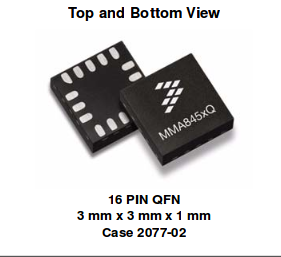 Top and Bottom View
MMA845xQ
16 PIN QFN
3 mm x 3 mm x 1 mm
Case 2077-02